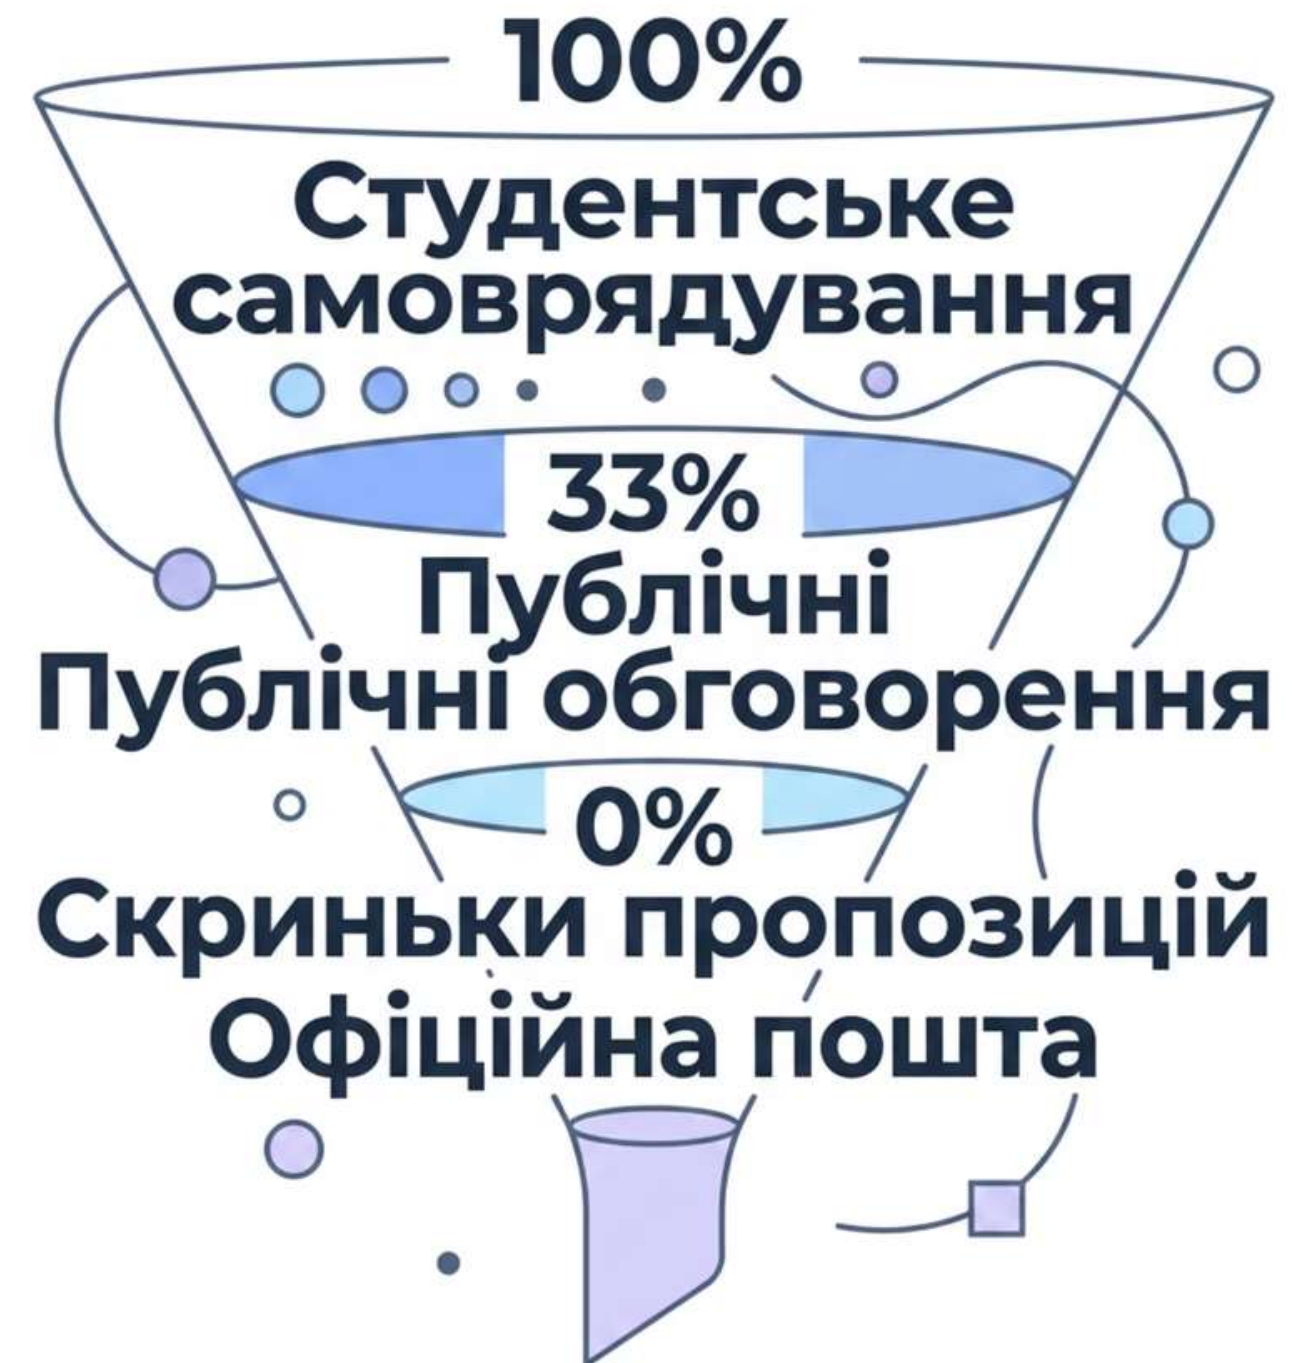 100%
Студентське
самоврядування
33%
Публічні
Публічні обговорення
0%
Скриньки пропозицій
Офіційна пошта